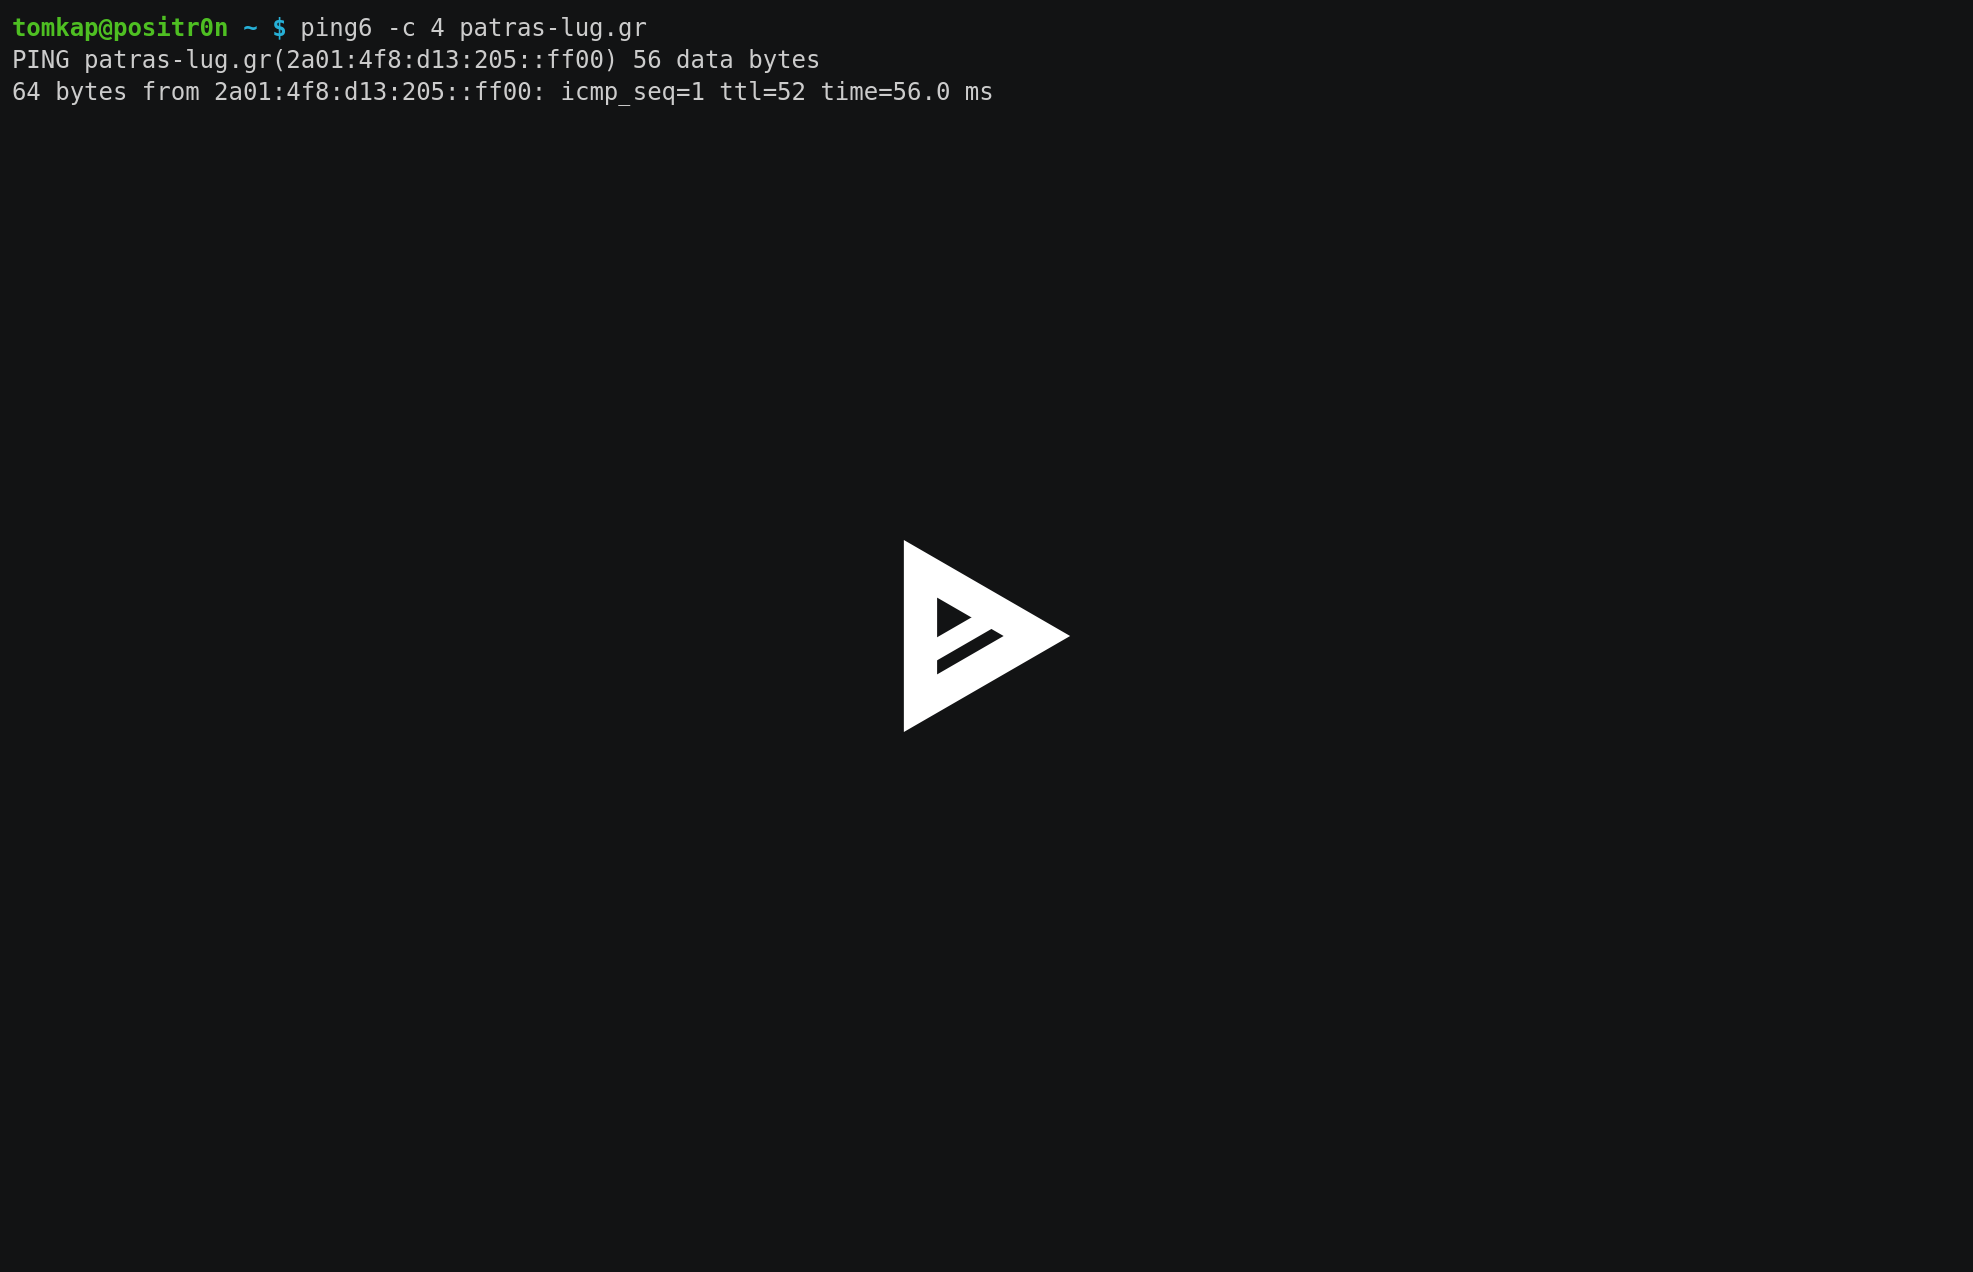 tomkap@positr0n ~ $ ping6 -c 4 patras-lug.gr
PING patras-lug.gr(2a01:4f8:d13:205::ff00) 56 data bytes
64 bytes from 2a01:4f8:d13:205::ff00: icmp_seq=1 ttl=52 time=56.0 ms